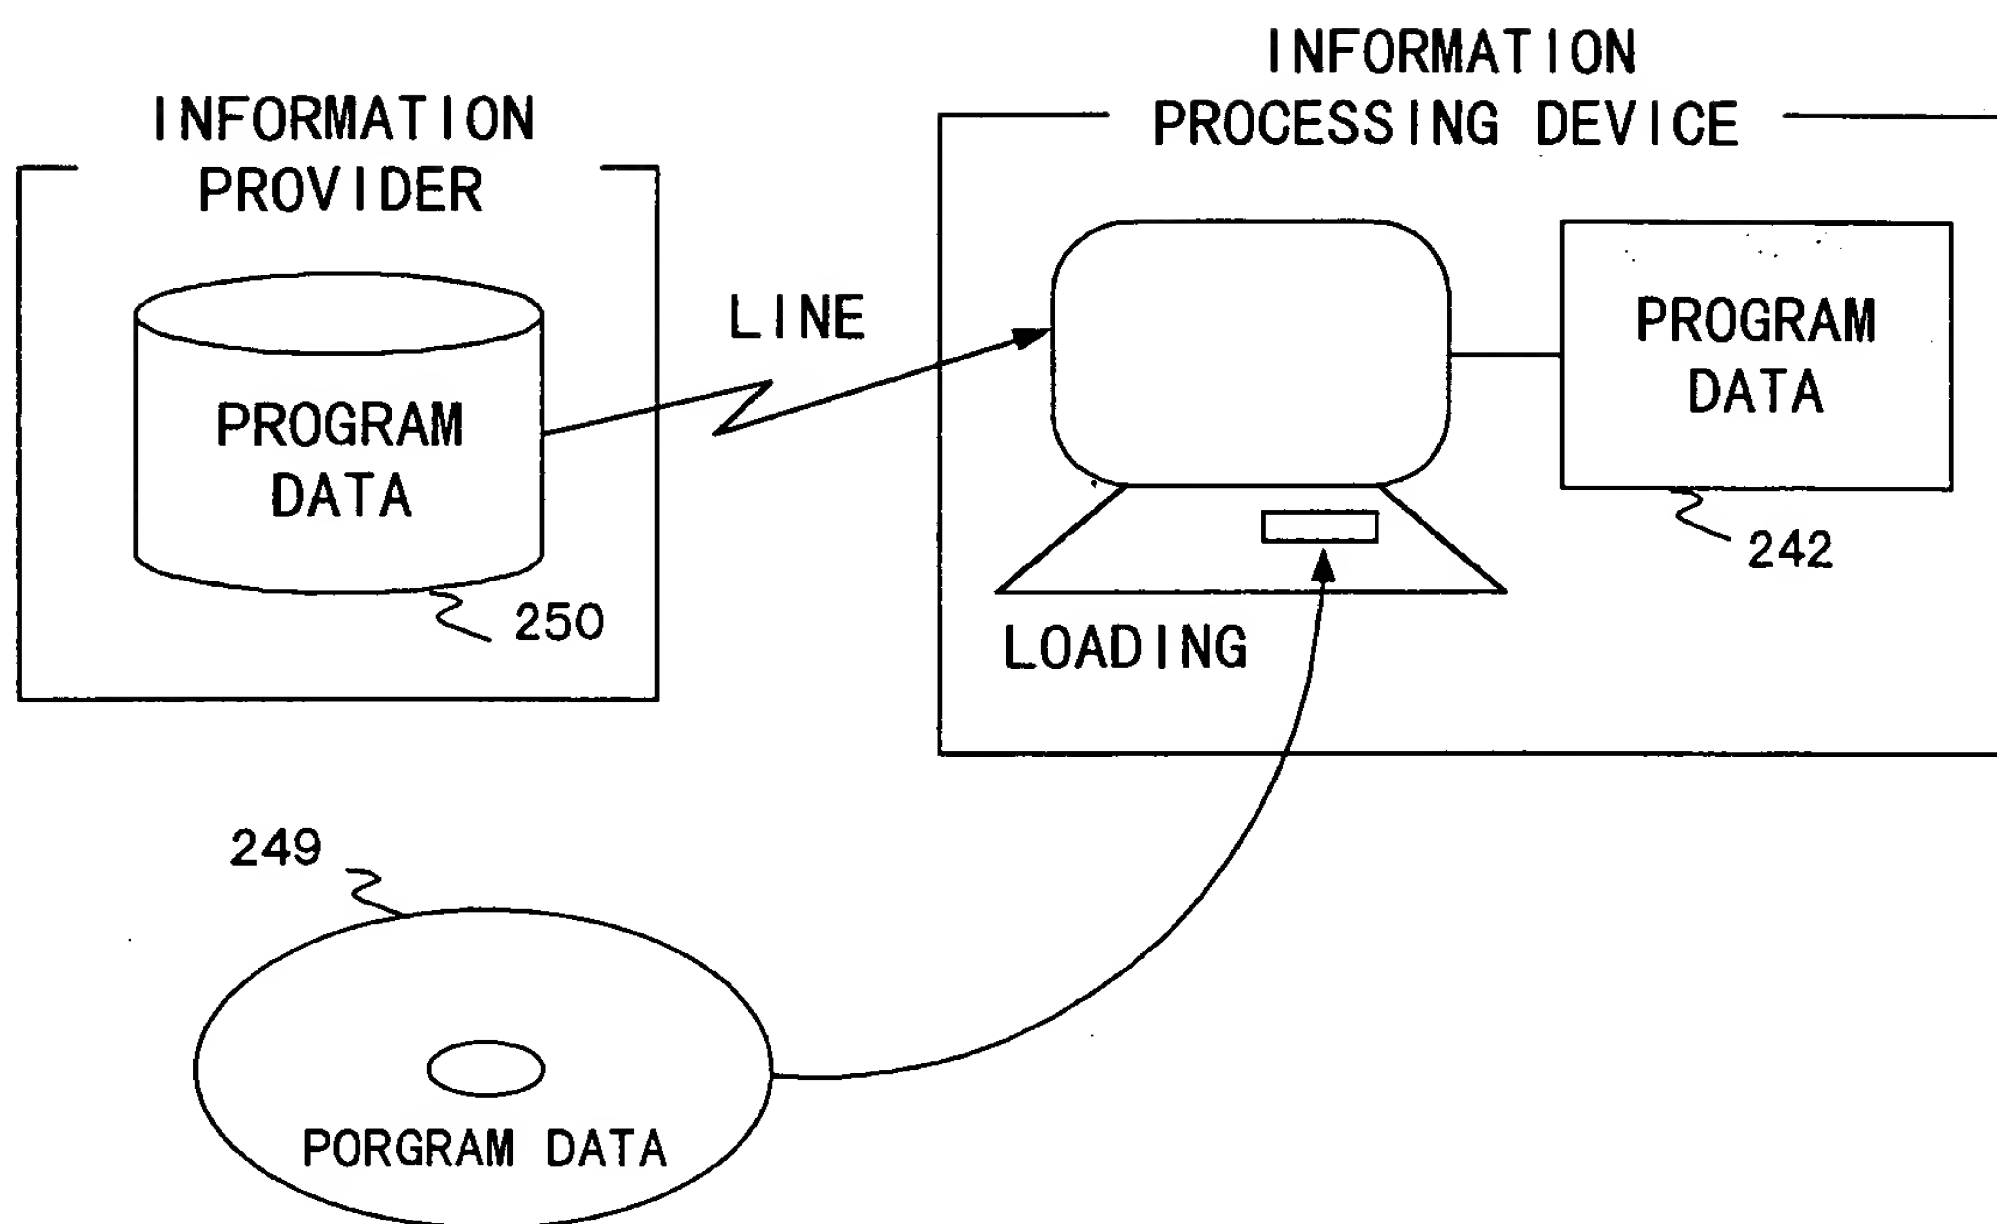 INFORMATION
PROVIDER
PROGRAM
DATA
250
LINE
INFORMATION
PROCESSING DEVICE
PROGRAM
DATA
242
LOADING
249
PORGRAM DATA